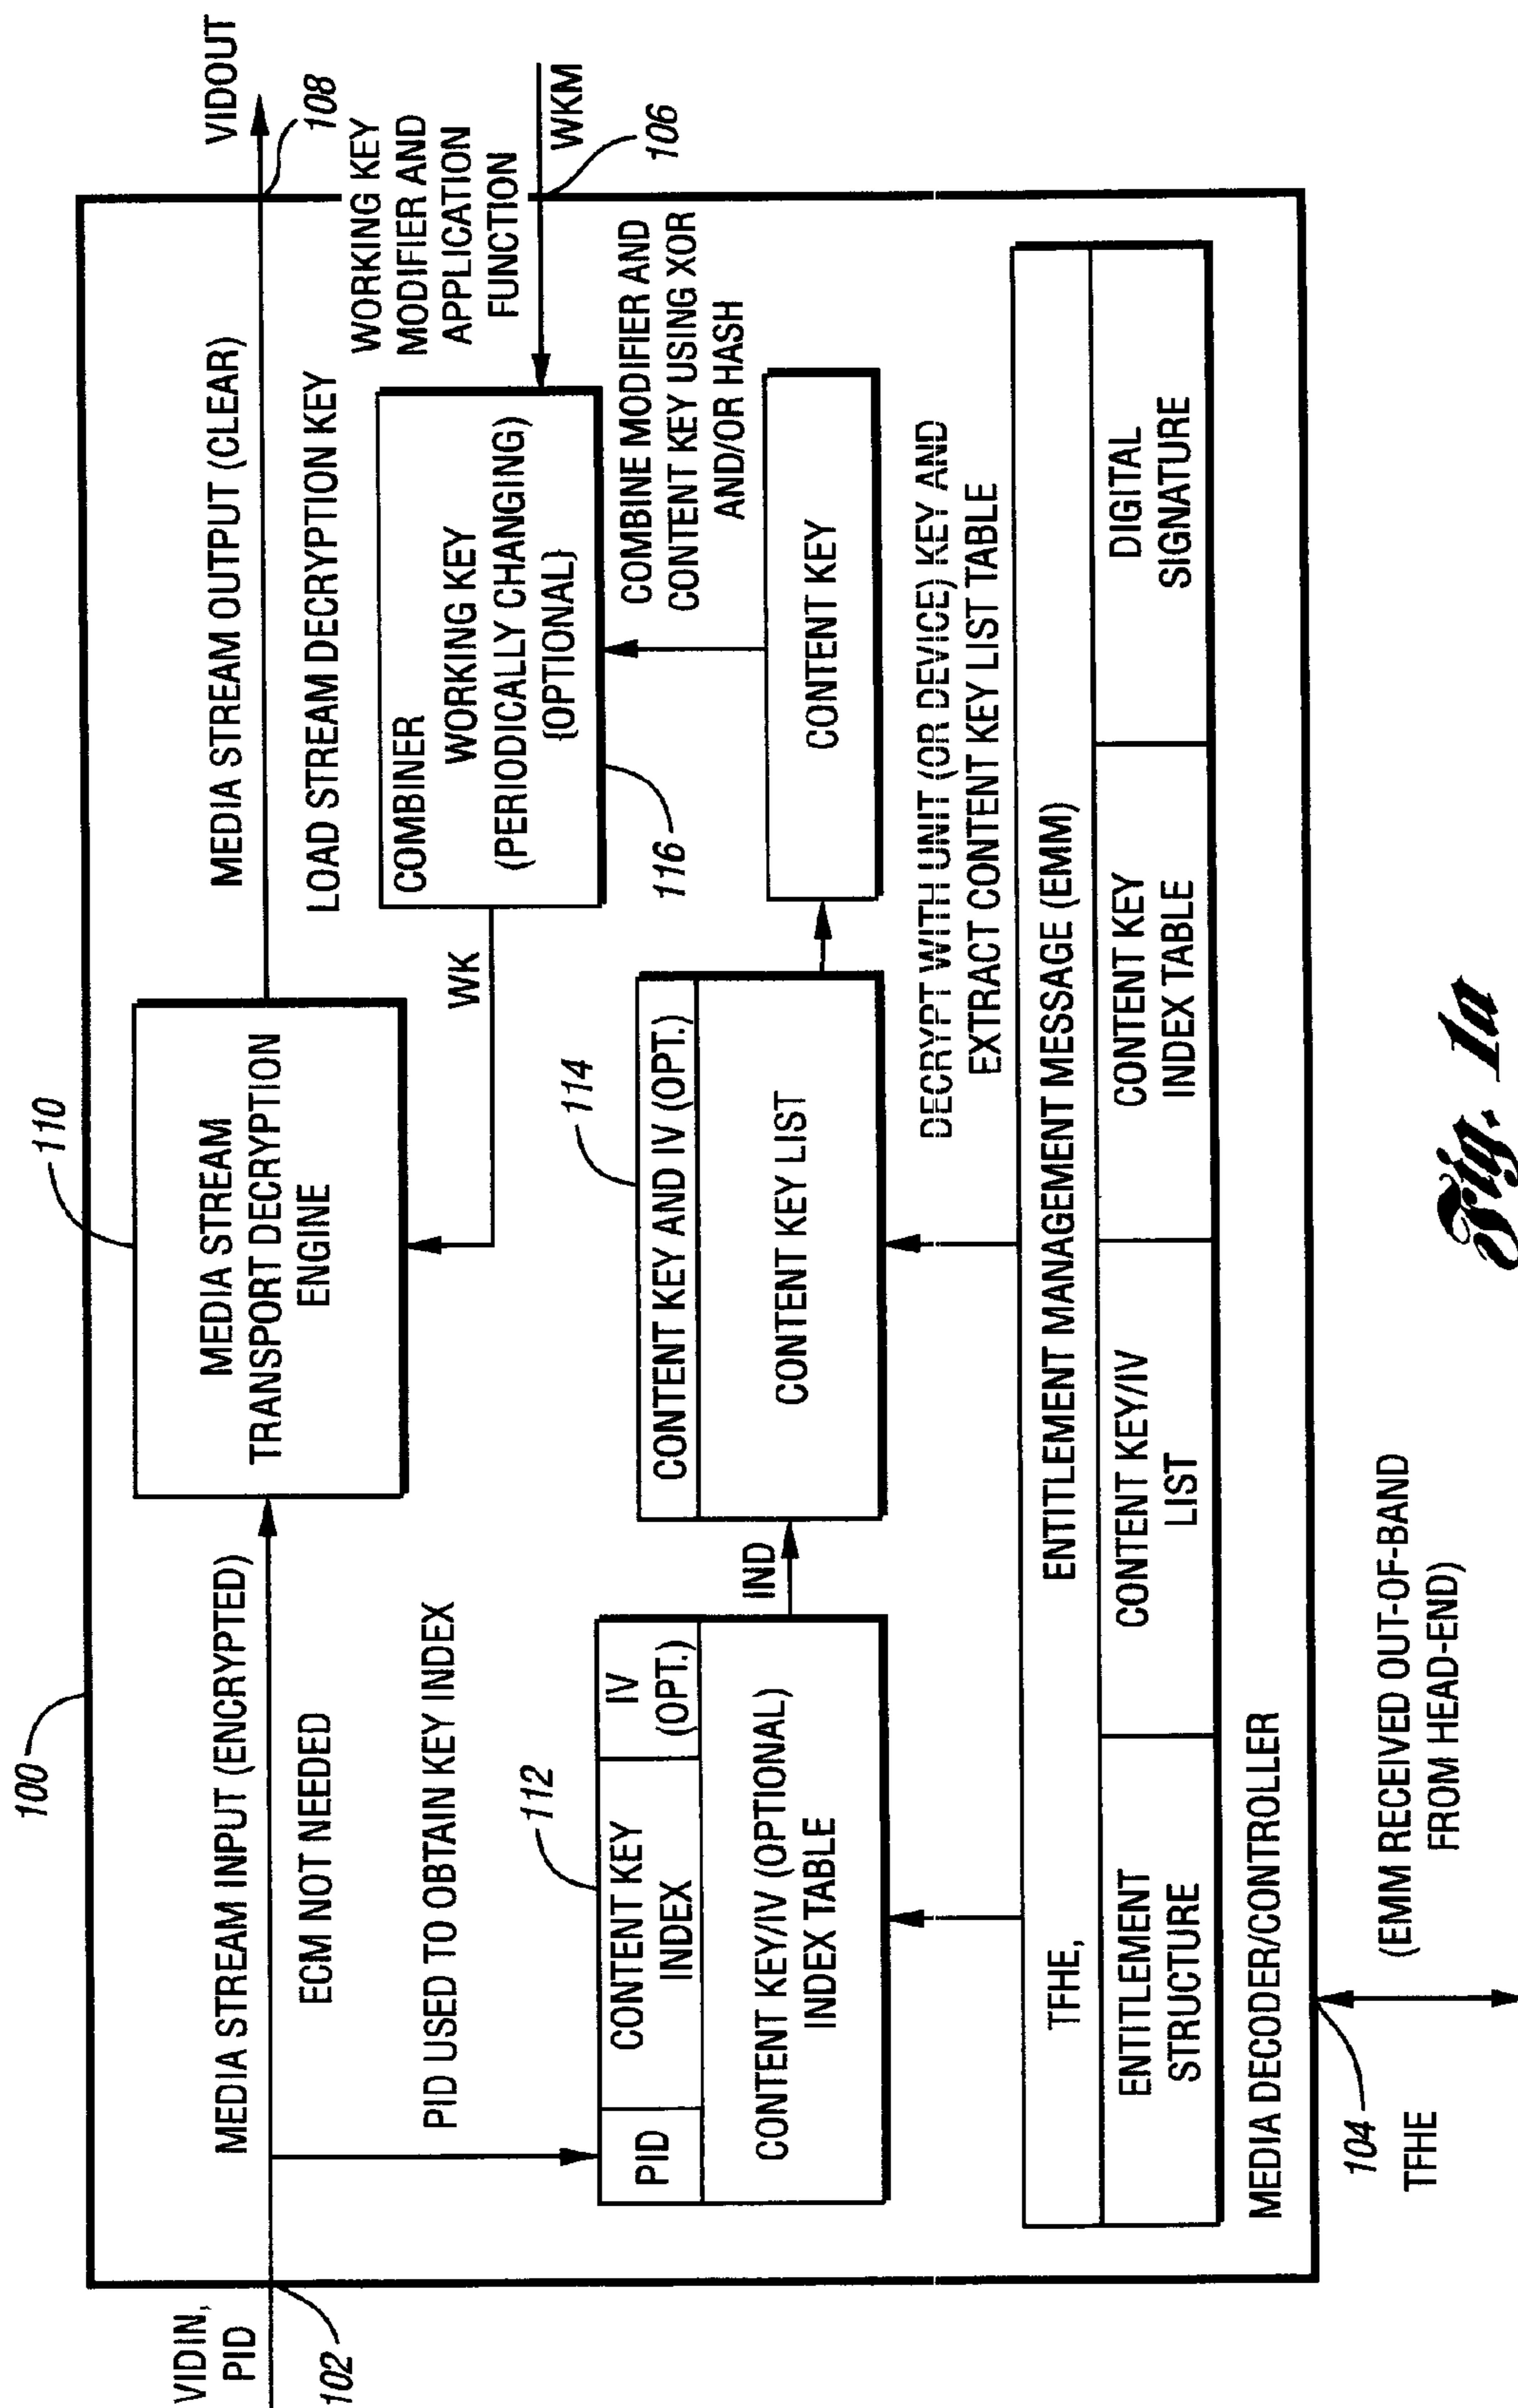 100
VIDIN,
PID
102
MEDIA STREAM INPUT (ENCRYPTED)
ECM NOT NEEDED
PID USED TO OBTAIN KEY INDEX
110
MEDIA STREAM
TRANSPORT DECRYPTION
ENGINE
MEDIA STREAM OUTPUT (CLEAR)
LOAD STREAM DECRYPTION KEY
VIDOUT
108
WORKING KEY
MODIFIER AND
APPLICATION
FUNCTION
WKM
106
WK
COMBINER
WORKING KEY
(PERIODICALLY CHANGING)
{OPTIONAL}
116
COMBINE MODIFIER AND
CONTENT KEY USING XOR
AND/OR HASH
112
PID
CONTENT KEY
INDEX
IV
(OPT.)
CONTENT KEY/IV (OPTIONAL)
INDEX TABLE
IND
114
CONTENT KEY AND IV (OPT.)
CONTENT KEY LIST
CONTENT KEY
DECRYPT WITH UNIT (OR DEVICE) KEY AND
EXTRACT CONTENT KEY LIST TABLE
TFHE,
ENTITLEMENT MANAGEMENT MESSAGE (EMM)
ENTITLEMENT
STRUCTURE
CONTENT KEY/IV
LIST
CONTENT KEY
INDEX TABLE
DIGITAL
SIGNATURE
MEDIA DECODER/CONTROLLER
104
TFHE
(EMM RECEIVED OUT-OF-BAND
FROM HEAD-END)
Fig. 1a